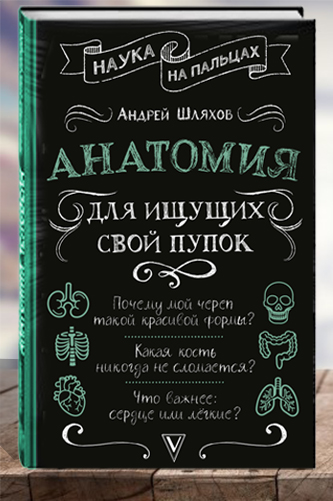 НАУКА
НА ПАЛЬЦАХ
Андрей Шляхов
АНАТОМИЯ
ДЛЯ ИЩУЩИХ
СВОЙ ПУПОК
Почему мой череп
такой красивой формы?
Какая кость
никогда не сломается?
Что важнее:
сердце или лёгкие?